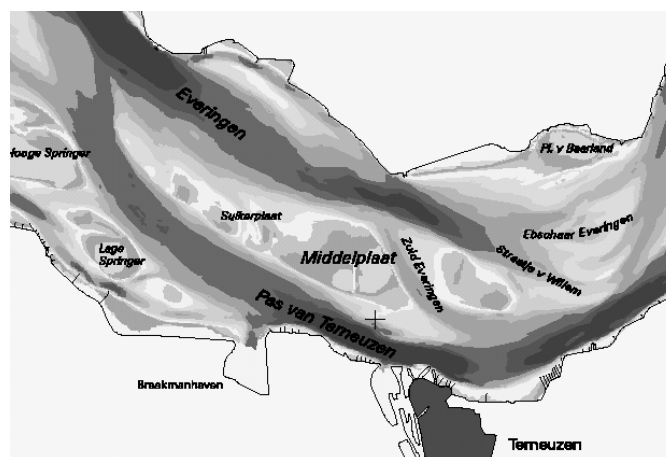 Everingen
Hooge Springer
Pl. v Baarland
Suikerplaat
Ebschaar Everingen
Lage
Springer
Middelplaat
Zuid Everingen
Straatje v Willem
Pas van Terneuzen
Braakmanhaven
Terneuzen